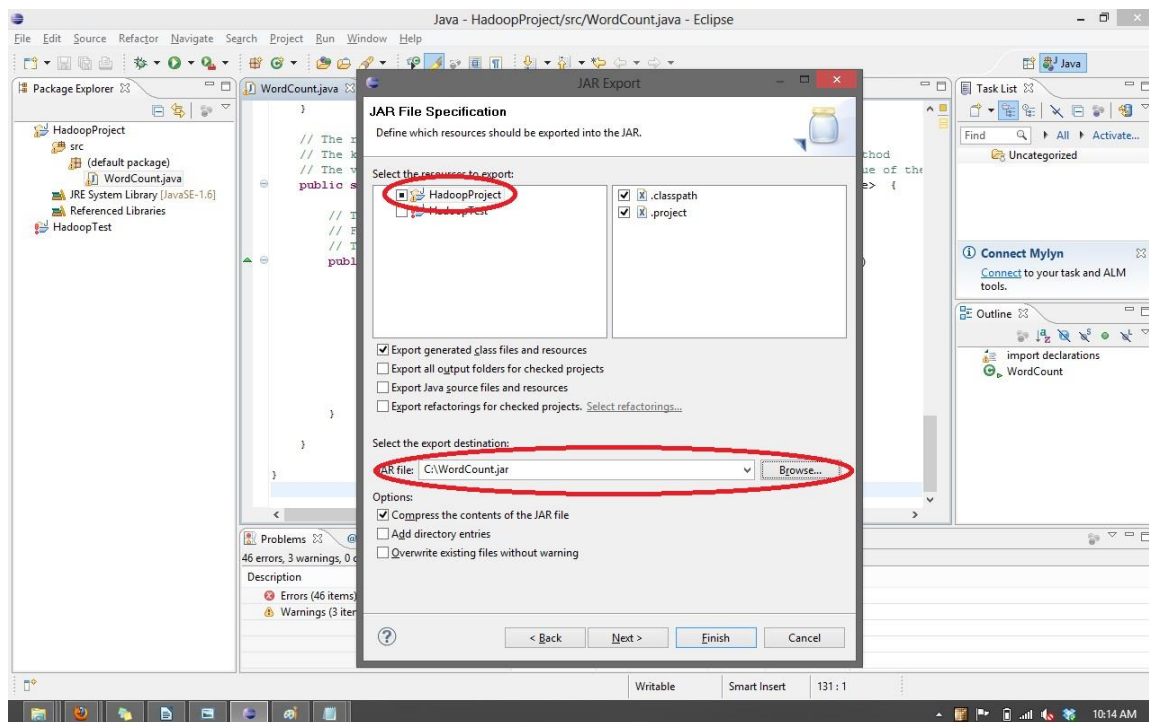 Java - HadoopProject/src/WordCount.java - Eclipse
File Edit Source Refactor Navigate Search Project Run Window Help
Java
Package Explorer
HadoopProject
src
(default package)
WordCount.java
JRE System Library [JavaSE-1.6]
Referenced Libraries
HadoopTest
WordCount.java
}
// The r
// The k
// The v
public s
// T
// F
// T
publ
}
}
}
thod
ue of the
e> {
)
JAR Export
JAR File Specification
Define which resources should be exported into the JAR.
Select the resources to export:
HadoopProject
HadoopTest
.classpath
.project
Export generated class files and resources
Export all output folders for checked projects
Export Java source files and resources
Export refactorings for checked projects. Select refactorings...
Select the export destination:
JAR file: C:\WordCount.jar Browse...
Options:
Compress the contents of the JAR file
Add directory entries
Overwrite existing files without warning
< Back Next > Finish Cancel
Task List
Find All Activate...
Uncategorized
Connect Mylyn
Connect to your task and ALM
tools.
Outline
import declarations
WordCount
Problems @
46 errors, 3 warnings, 0
Description
Errors (46 items)
Warnings (3 iter
Writable Smart Insert 131 : 1
10:14 AM